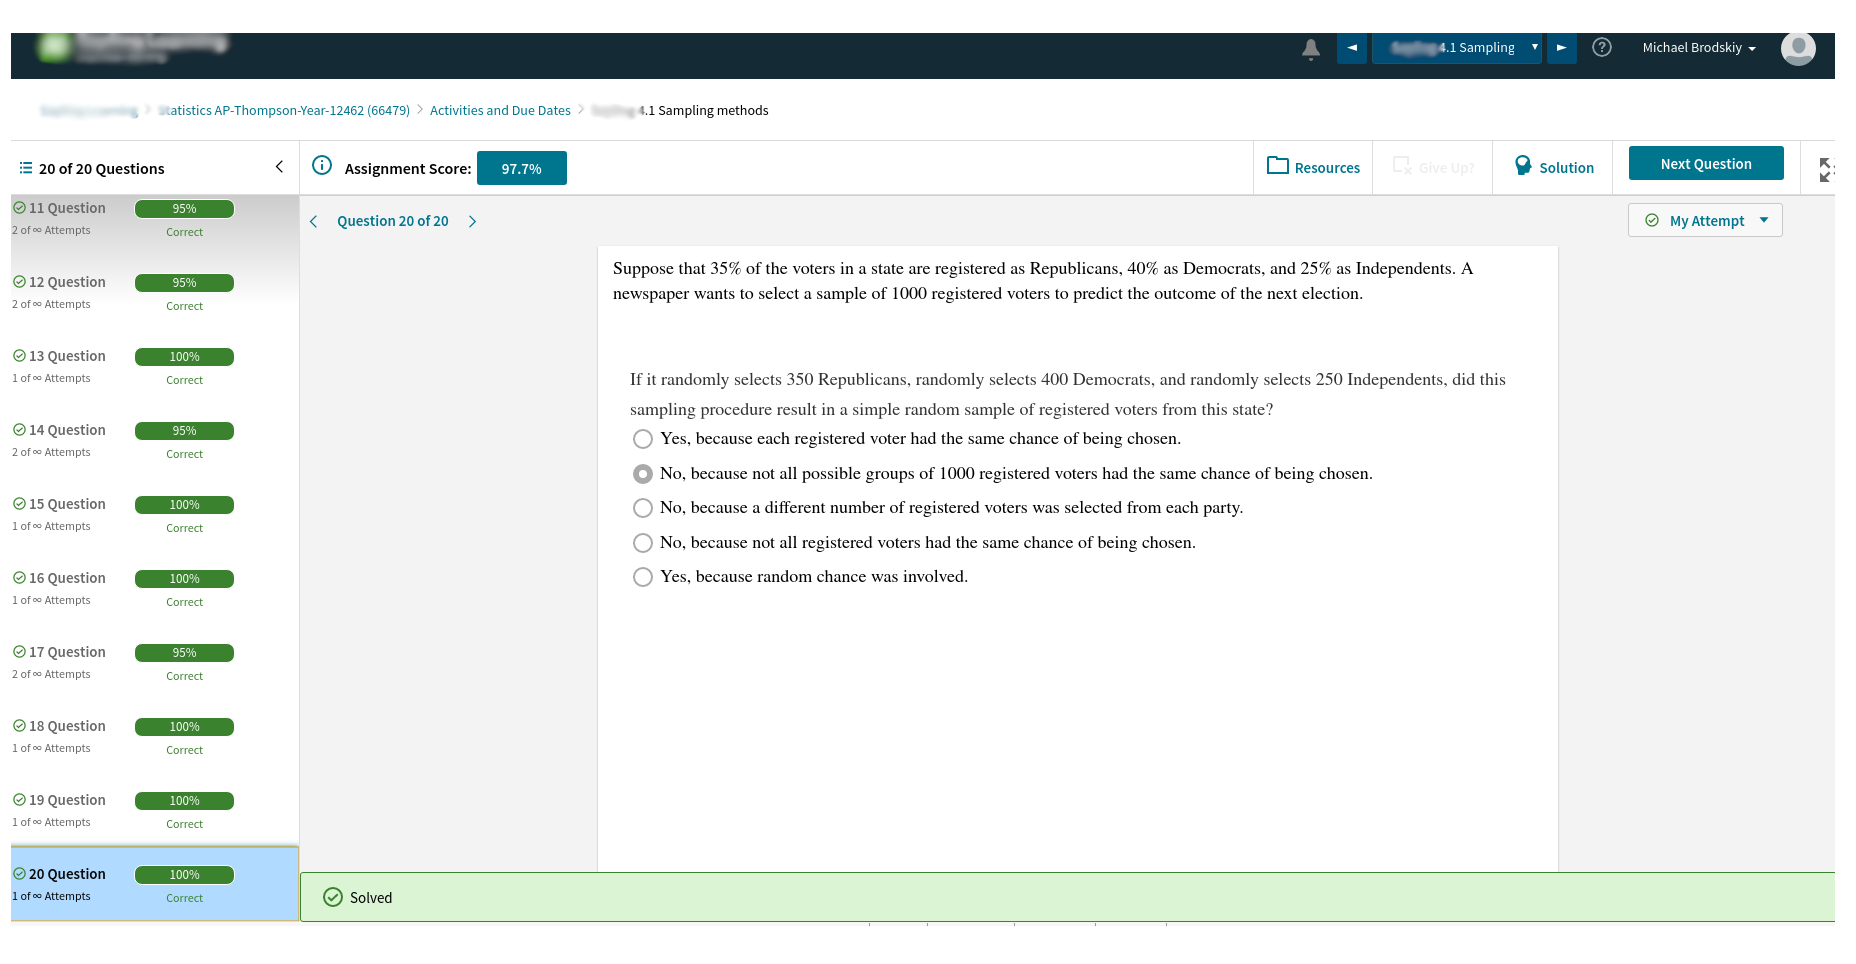 4.1 Sampling
Michael Brodskiy
Statistics AP-Thompson-Year-12462 (66479)
Activities and Due Dates
4.1 Sampling methods
20 of 20 Questions
Assignment Score:
97.7%
Resources
Give Up?
Solution
Next Question
11 Question
95%
2 of ∞ Attempts
Correct
12 Question
95%
2 of ∞ Attempts
Correct
13 Question
100%
1 of ∞ Attempts
Correct
14 Question
95%
2 of ∞ Attempts
Correct
15 Question
100%
1 of ∞ Attempts
Correct
16 Question
100%
1 of ∞ Attempts
Correct
17 Question
95%
2 of ∞ Attempts
Correct
18 Question
100%
1 of ∞ Attempts
Correct
19 Question
100%
1 of ∞ Attempts
Correct
20 Question
100%
1 of ∞ Attempts
Correct
Question 20 of 20
My Attempt
Suppose that 35% of the voters in a state are registered as Republicans, 40% as Democrats, and 25% as Independents. A
newspaper wants to select a sample of 1000 registered voters to predict the outcome of the next election.
If it randomly selects 350 Republicans, randomly selects 400 Democrats, and randomly selects 250 Independents, did this
sampling procedure result in a simple random sample of registered voters from this state?
Yes, because each registered voter had the same chance of being chosen.
No, because not all possible groups of 1000 registered voters had the same chance of being chosen.
No, because a different number of registered voters was selected from each party.
No, because not all registered voters had the same chance of being chosen.
Yes, because random chance was involved.
Solved